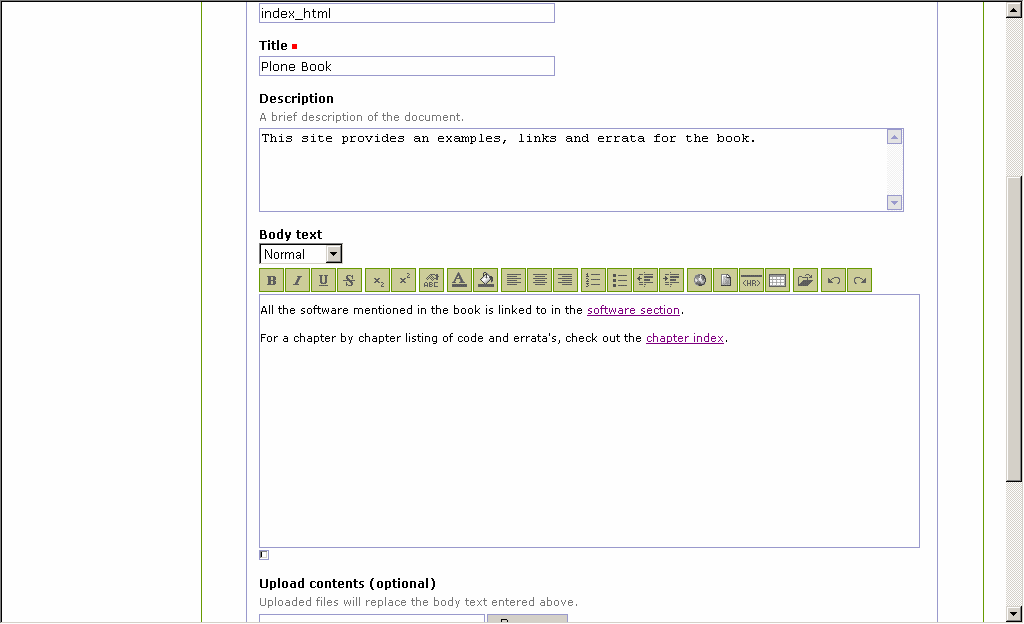 index_html
Title
Plone Book
Description
A brief description of the document.
This site provides an examples, links and errata for the book.
Body text
Normal
B I U S x2 x2 ABC A <HR>
All the software mentioned in the book is linked to in the software section.
For a chapter by chapter listing of code and errata's, check out the chapter index.
Upload contents (optional)
Uploaded files will replace the body text entered above.